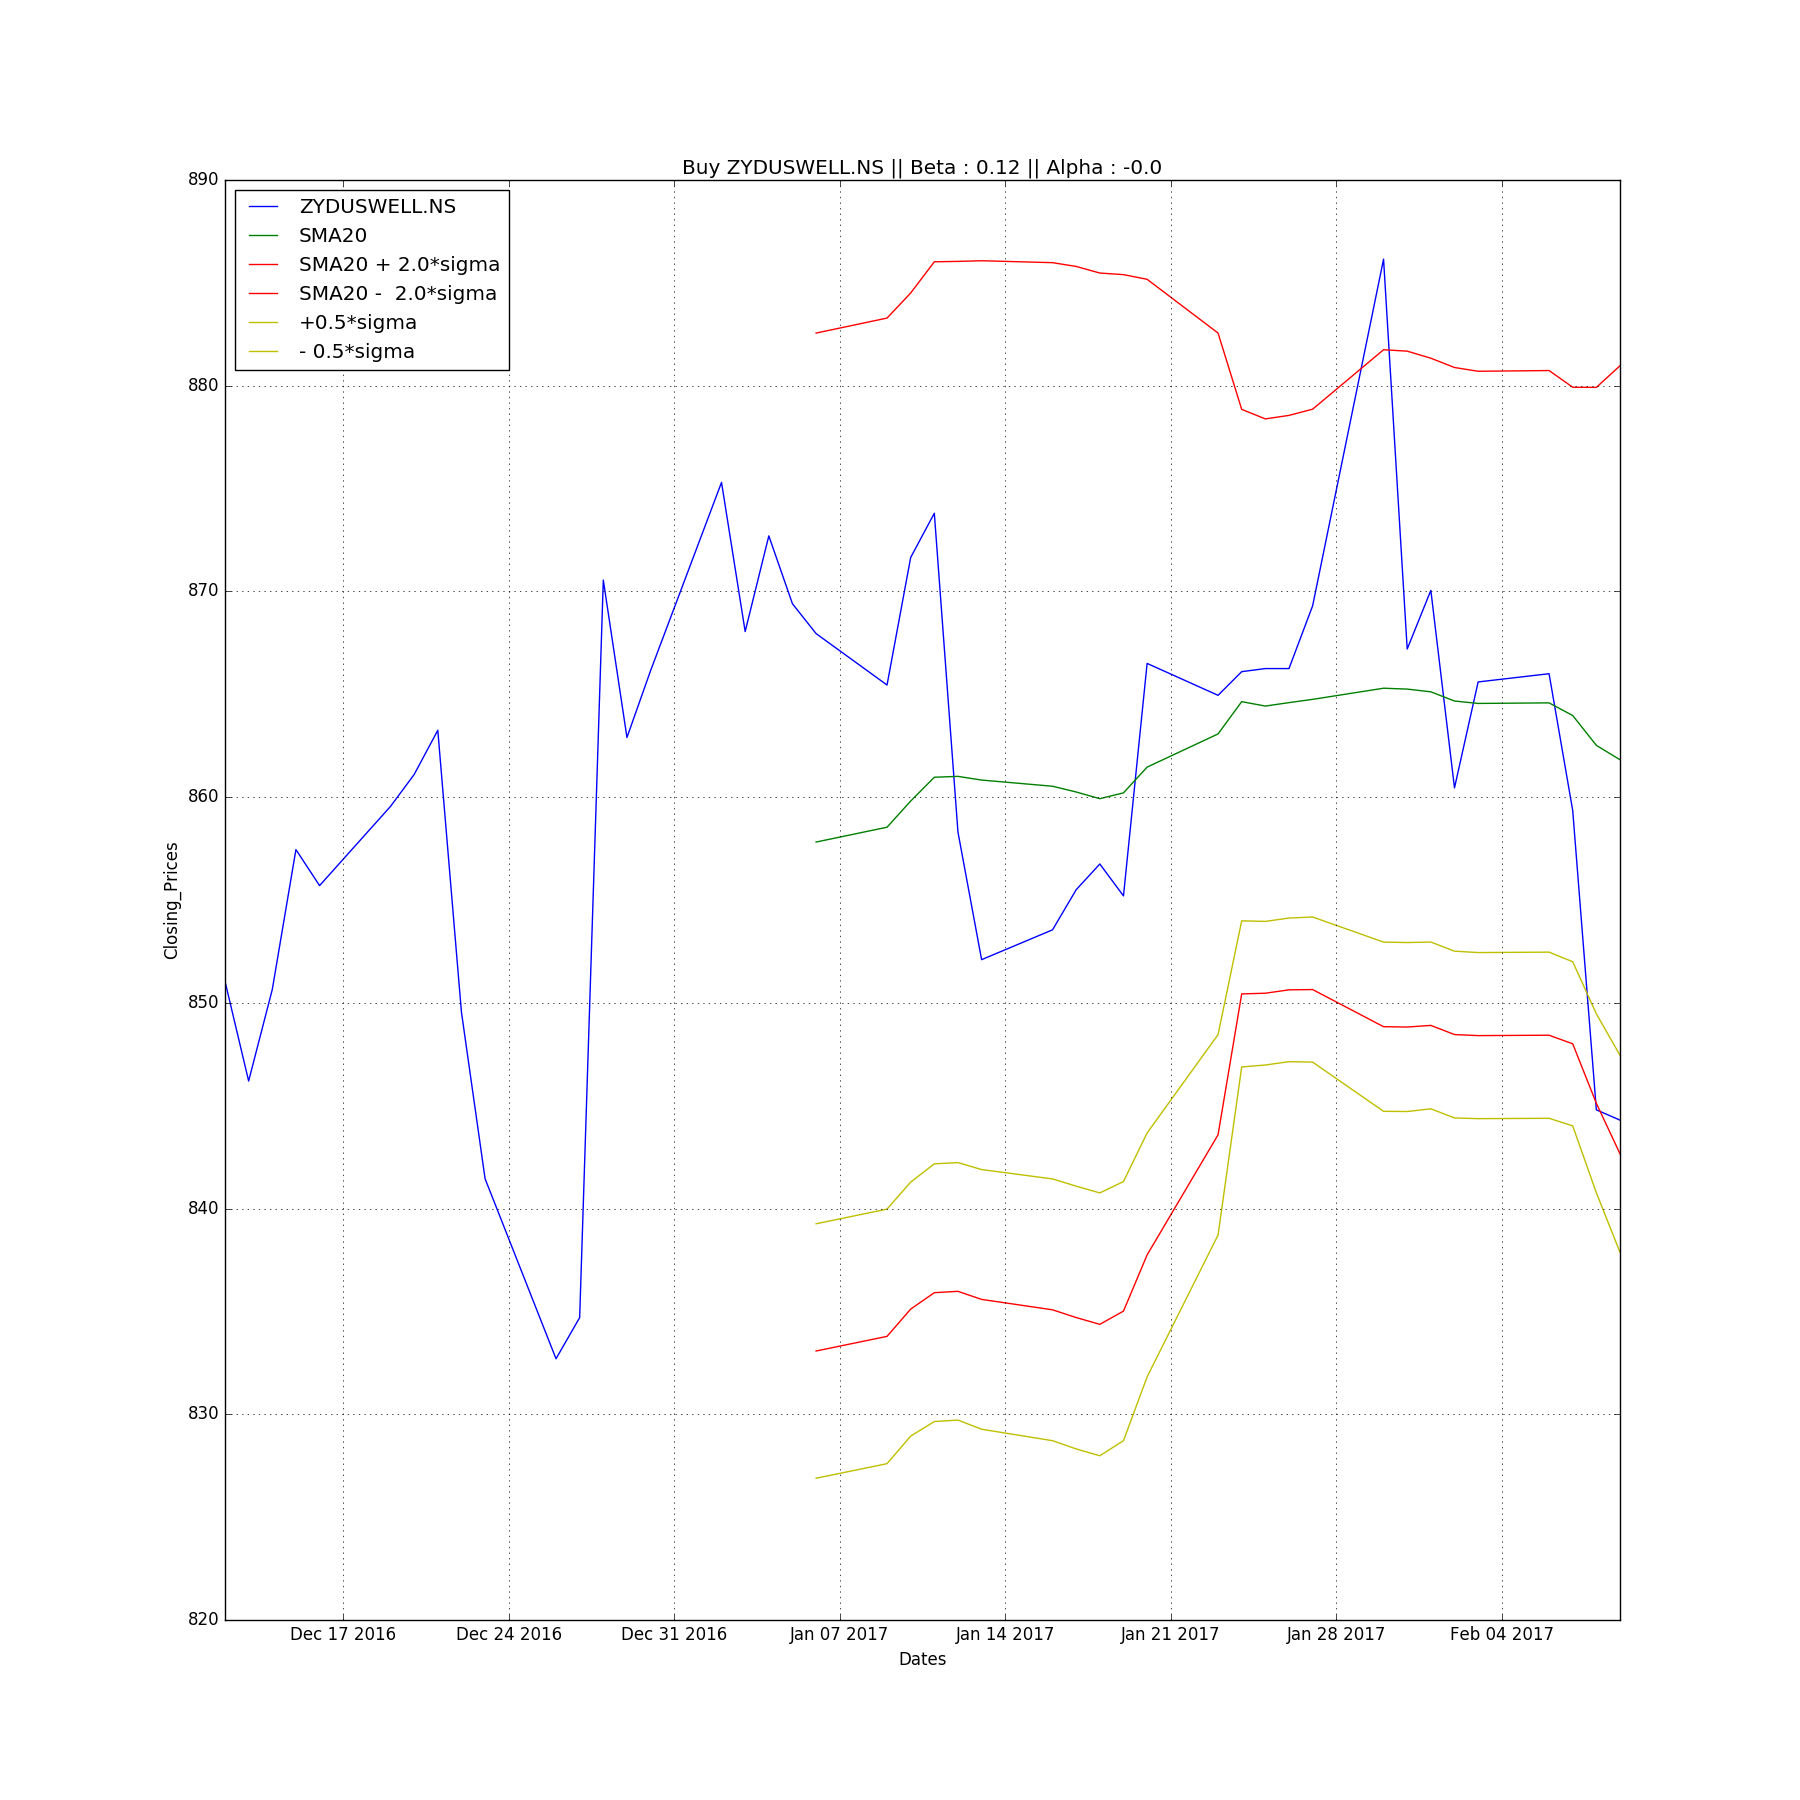 Buy ZYDUSWELL.NS || Beta : 0.12 || Alpha : -0.0
ZYDUSWELL.NS
SMA20
SMA20 + 2.0*sigma
SMA20 -  2.0*sigma
+0.5*sigma
- 0.5*sigma
890
880
870
860
850
840
830
820
Closing_Prices
Dec 17 2016
Dec 24 2016
Dec 31 2016
Jan 07 2017
Jan 14 2017
Jan 21 2017
Jan 28 2017
Feb 04 2017
Dates